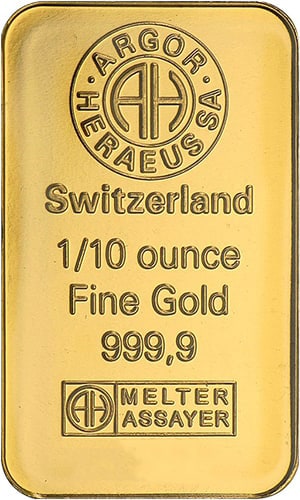 ARGOR
HERAEUS SA
AH
Switzerland
1/10 ounce
Fine Gold
999,9
AH MELTER
ASSAYER